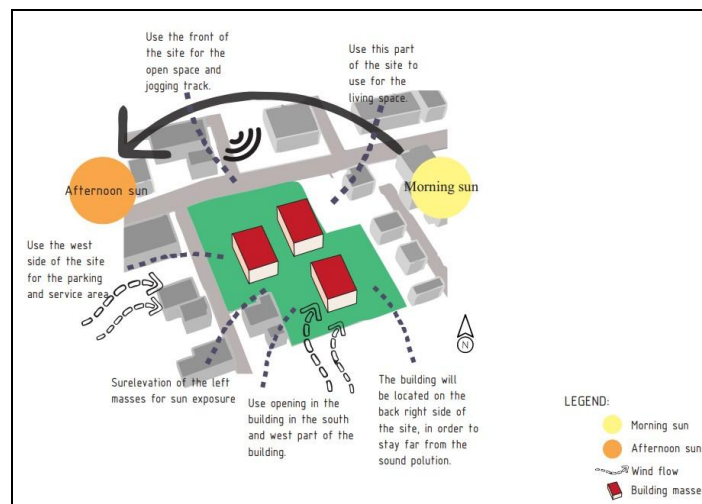 Use the front of
the site for the
open space and
jogging track.
Use this part
of the site to
use for the
living space.
Afternoon sun
Morning sun
Use the west
side of the site
for the parking
and service area
Surelevation of the left
masses for sun exposure
Use opening in the
building in the south
and west part of the
building.
The building will
be located on the
back right side of
the site, in order to
stay far from the
sound polution.
N
LEGEND:
Morning sun
Afternoon sun
Wind flow
Building masse